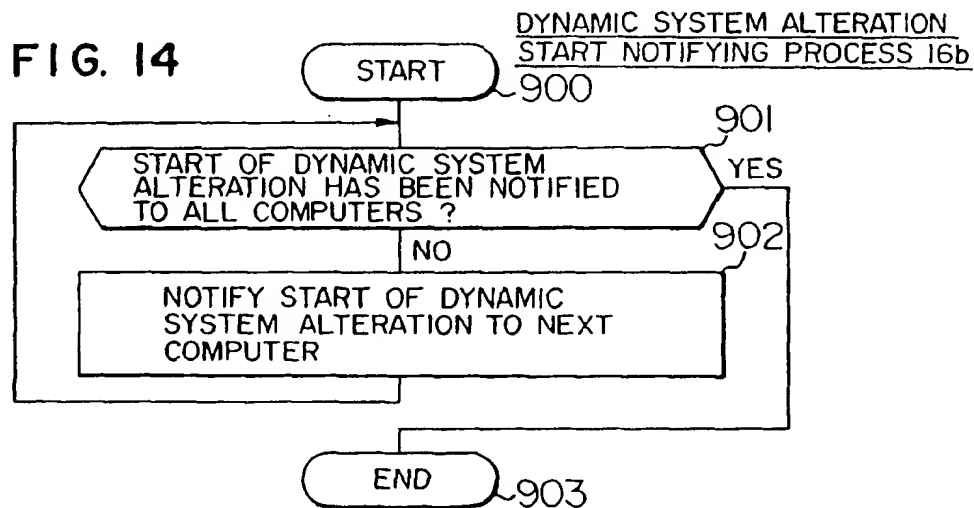 FIG. 14
DYNAMIC SYSTEM ALTERATION
START NOTIFYING PROCESS 16b
START
900
901
START OF DYNAMIC SYSTEM
ALTERATION HAS BEEN NOTIFIED
TO ALL COMPUTERS ?
YES
NO
902
NOTIFY START OF DYNAMIC
SYSTEM ALTERATION TO NEXT
COMPUTER
END
903